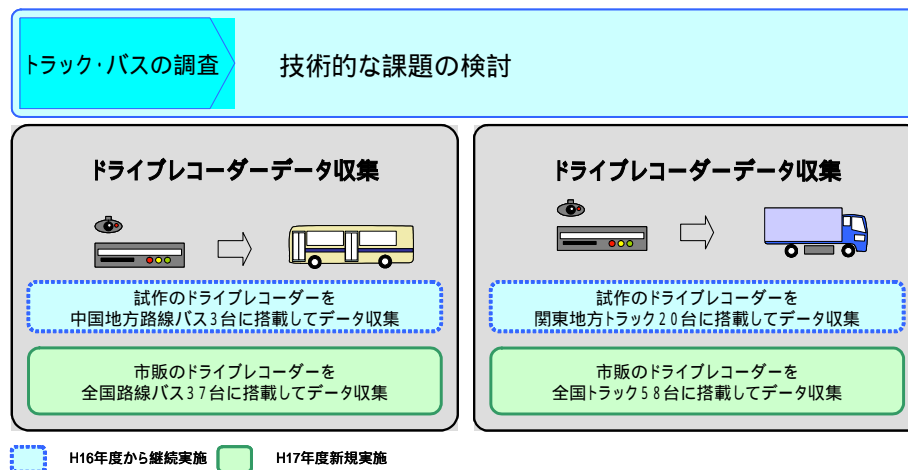 トラック・バスの調査
技術的な課題の検討
ドライブレコーダーデータ収集
試作のドライブレコーダーを
中国地方路線バス3台に搭載してデータ収集
市販のドライブレコーダーを
全国路線バス37台に搭載してデータ収集
ドライブレコーダーデータ収集
試作のドライブレコーダーを
関東地方トラック20台に搭載してデータ収集
市販のドライブレコーダーを
全国トラック58台に搭載してデータ収集
H16年度から継続実施
H17年度新規実施